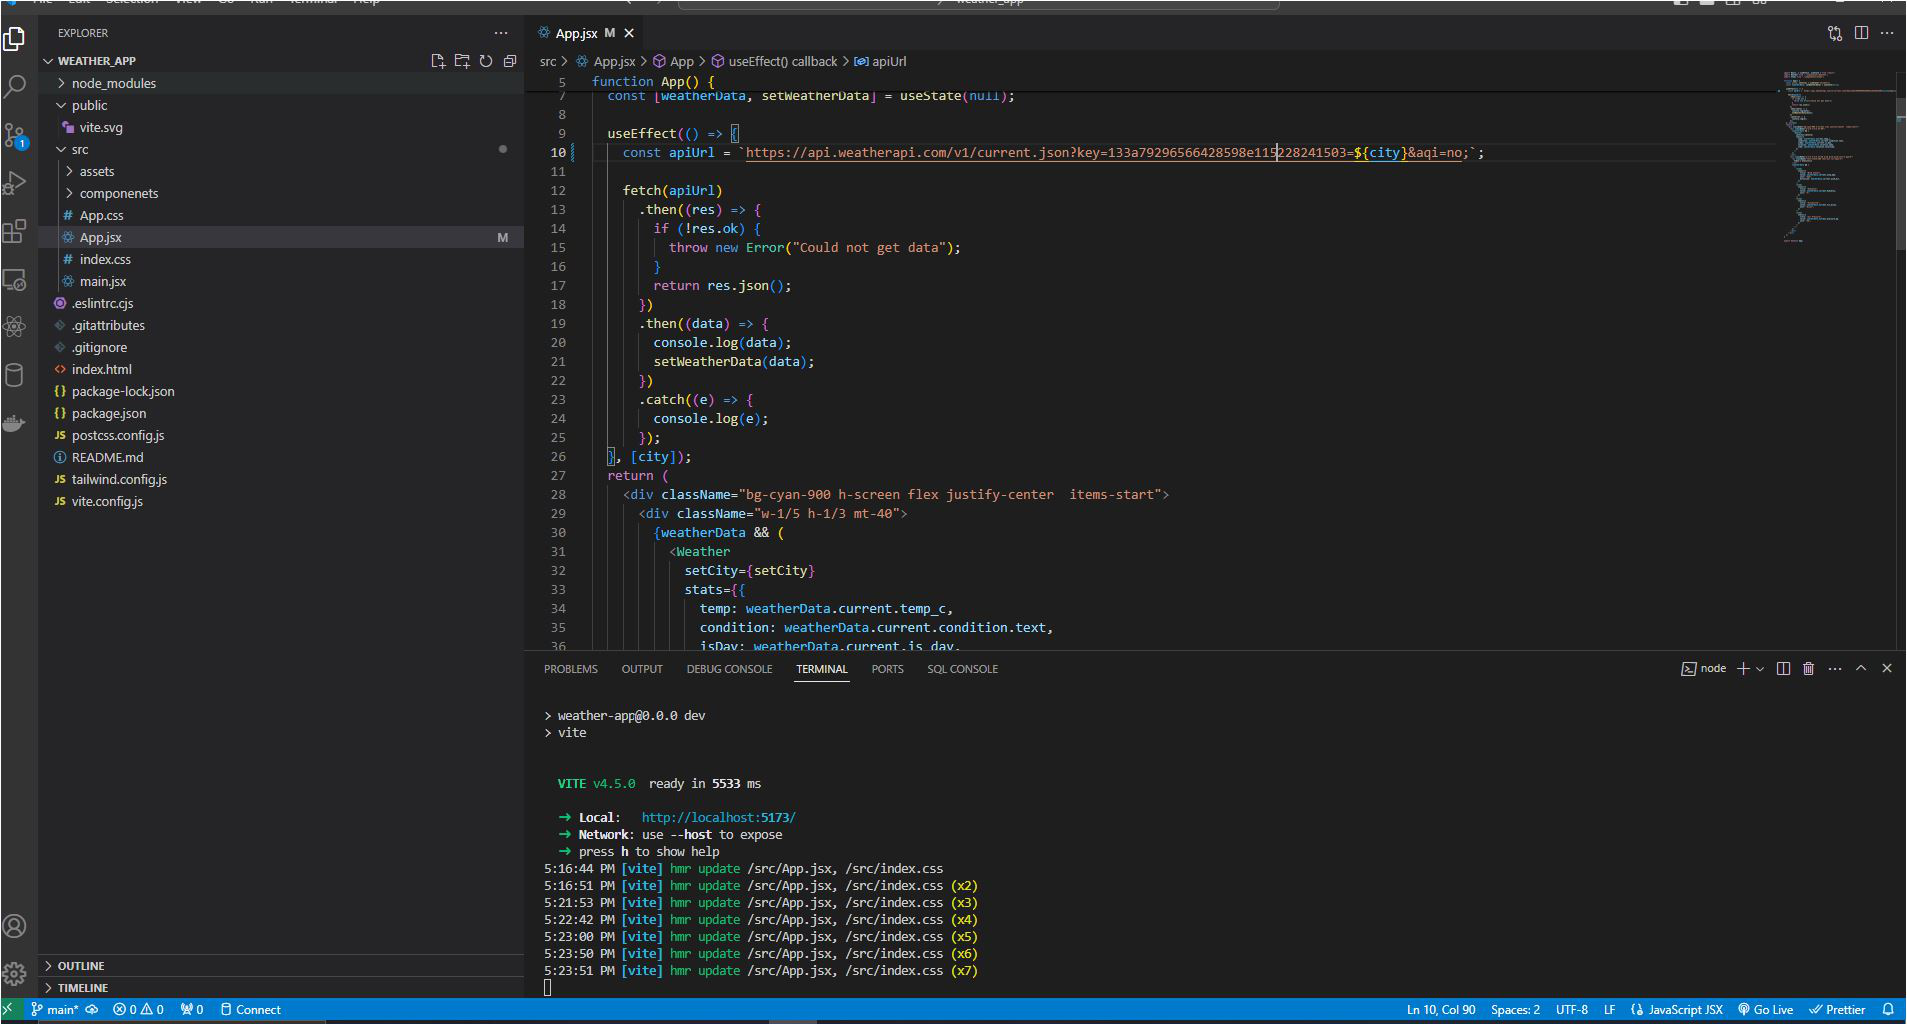 File Edit Selection View Go Run Terminal Help
weather_app
EXPLORER
WEATHER_APP
node_modules
public
vite.svg
src
assets
componenets
# App.css
App.jsx M
# index.css
main.jsx
.eslintrc.cjs
.gitattributes
.gitignore
<> index.html
{} package-lock.json
{} package.json
JS postcss.config.js
README.md
JS tailwind.config.js
JS vite.config.js
OUTLINE
TIMELINE
1
App.jsx M
src > App.jsx > App > useEffect() callback > apiUrl
5 function App() {
7 const [weatherData, setWeatherData] = useState(null);
8
9 useEffect(() => {
10 const apiUrl = `https://api.weatherapi.com/v1/current.json?key=133a79296566428598e115228241503=${city}&aqi=no;`;
11
12 fetch(apiUrl)
13 .then((res) => {
14 if (!res.ok) {
15 throw new Error("Could not get data");
16 }
17 return res.json();
18 })
19 .then((data) => {
20 console.log(data);
21 setWeatherData(data);
22 })
23 .catch((e) => {
24 console.log(e);
25 });
26 }, [city]);
27 return (
28 <div className="bg-cyan-900 h-screen flex justify-center  items-start">
29 <div className="w-1/5 h-1/3 mt-40">
30 {weatherData && (
31 <Weather
32 setCity={setCity}
33 stats={{
34 temp: weatherData.current.temp_c,
35 condition: weatherData.current.condition.text,
36 isDay: weatherData.current.is_day,
PROBLEMS OUTPUT DEBUG CONSOLE TERMINAL PORTS SQL CONSOLE
node
> weather-app@0.0.0 dev
> vite
VITE v4.5.0 ready in 5533 ms
➜ Local: http://localhost:5173/
➜ Network: use --host to expose
➜ press h to show help
5:16:44 PM [vite] hmr update /src/App.jsx, /src/index.css
5:16:51 PM [vite] hmr update /src/App.jsx, /src/index.css (x2)
5:21:53 PM [vite] hmr update /src/App.jsx, /src/index.css (x3)
5:22:42 PM [vite] hmr update /src/App.jsx, /src/index.css (x4)
5:23:00 PM [vite] hmr update /src/App.jsx, /src/index.css (x5)
5:23:50 PM [vite] hmr update /src/App.jsx, /src/index.css (x6)
5:23:51 PM [vite] hmr update /src/App.jsx, /src/index.css (x7)
main* 0 0 0 Connect
Ln 10, Col 90 Spaces: 2 UTF-8 LF {} JavaScript JSX Go Live Prettier